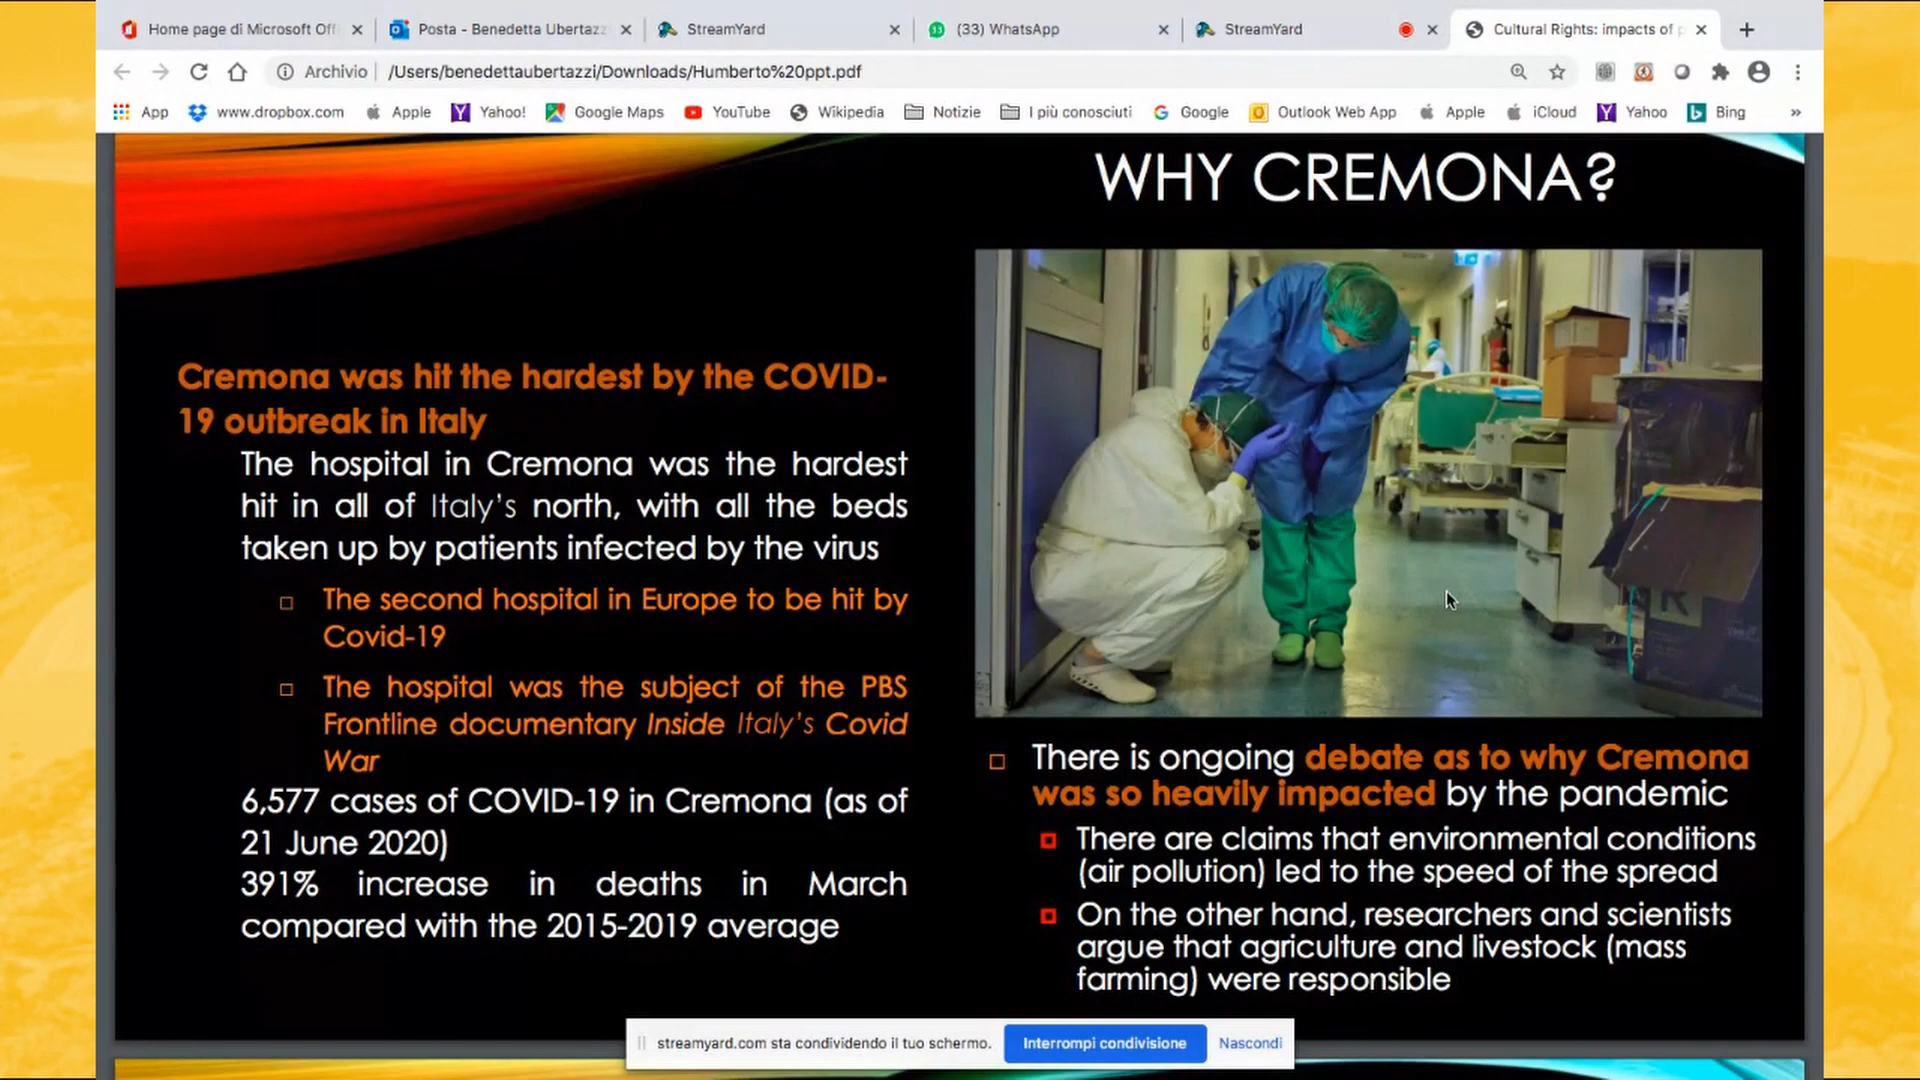 Home page di Microsoft Off
Posta - Benedetta Ubertazz
StreamYard
(33) WhatsApp
StreamYard
Cultural Rights: impacts of p
Archivio
/Users/benedettaubertazzi/Downloads/Humberto%20ppt.pdf
App
www.dropbox.com
Apple
Yahoo!
Google Maps
YouTube
Wikipedia
Notizie
I più conosciuti
Google
Outlook Web App
Apple
iCloud
Yahoo
Bing
»
WHY CREMONA?
Cremona was hit the hardest by the COVID-
19 outbreak in Italy
The hospital in Cremona was the hardest
hit in all of Italy's north, with all the beds
taken up by patients infected by the virus
The second hospital in Europe to be hit by
Covid-19
The hospital was the subject of the PBS
Frontline documentary Inside Italy's Covid
War
6,577 cases of COVID-19 in Cremona (as of
21 June 2020)
391% increase in deaths in March
compared with the 2015-2019 average
There is ongoing debate as to why Cremona
was so heavily impacted by the pandemic
There are claims that environmental conditions
(air pollution) led to the speed of the spread
On the other hand, researchers and scientists
argue that agriculture and livestock (mass
farming) were responsible
streamyard.com sta condividendo il tuo schermo.
Interrompi condivisione
Nascondi